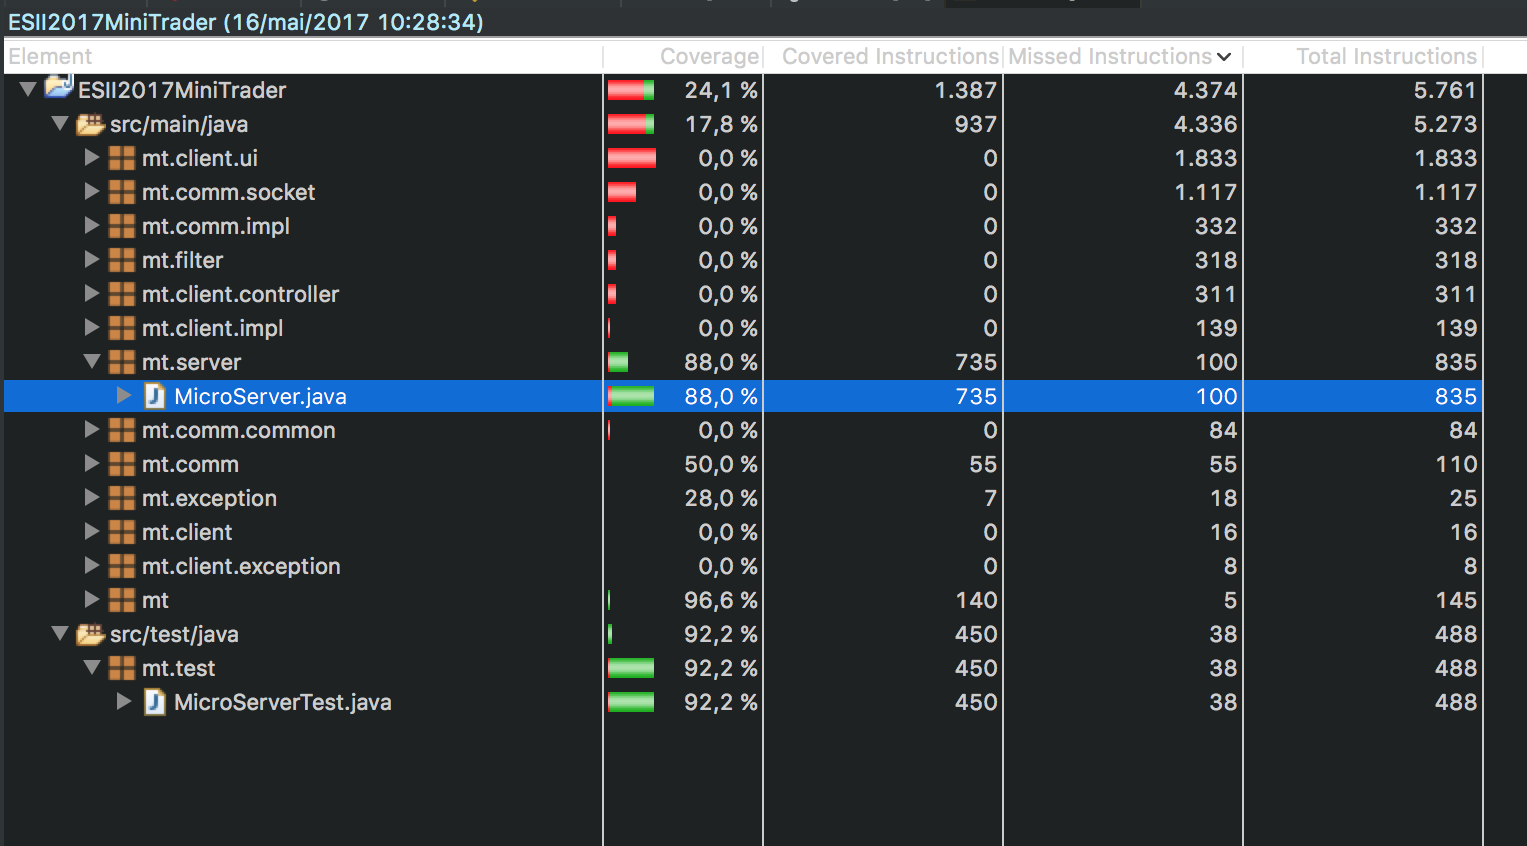 ESII2017MiniTrader (16/mai/2017 10:28:34)
Element Coverage Covered Instructions Missed Instructions Total Instructions
ESII2017MiniTrader 24,1 % 1.387 4.374 5.761
src/main/java 17,8 % 937 4.336 5.273
mt.client.ui 0,0 % 0 1.833 1.833
mt.comm.socket 0,0 % 0 1.117 1.117
mt.comm.impl 0,0 % 0 332 332
mt.filter 0,0 % 0 318 318
mt.client.controller 0,0 % 0 311 311
mt.client.impl 0,0 % 0 139 139
mt.server 88,0 % 735 100 835
J MicroServer.java 88,0 % 735 100 835
mt.comm.common 0,0 % 0 84 84
mt.comm 50,0 % 55 55 110
mt.exception 28,0 % 7 18 25
mt.client 0,0 % 0 16 16
mt.client.exception 0,0 % 0 8 8
mt 96,6 % 140 5 145
src/test/java 92,2 % 450 38 488
mt.test 92,2 % 450 38 488
J MicroServerTest.java 92,2 % 450 38 488